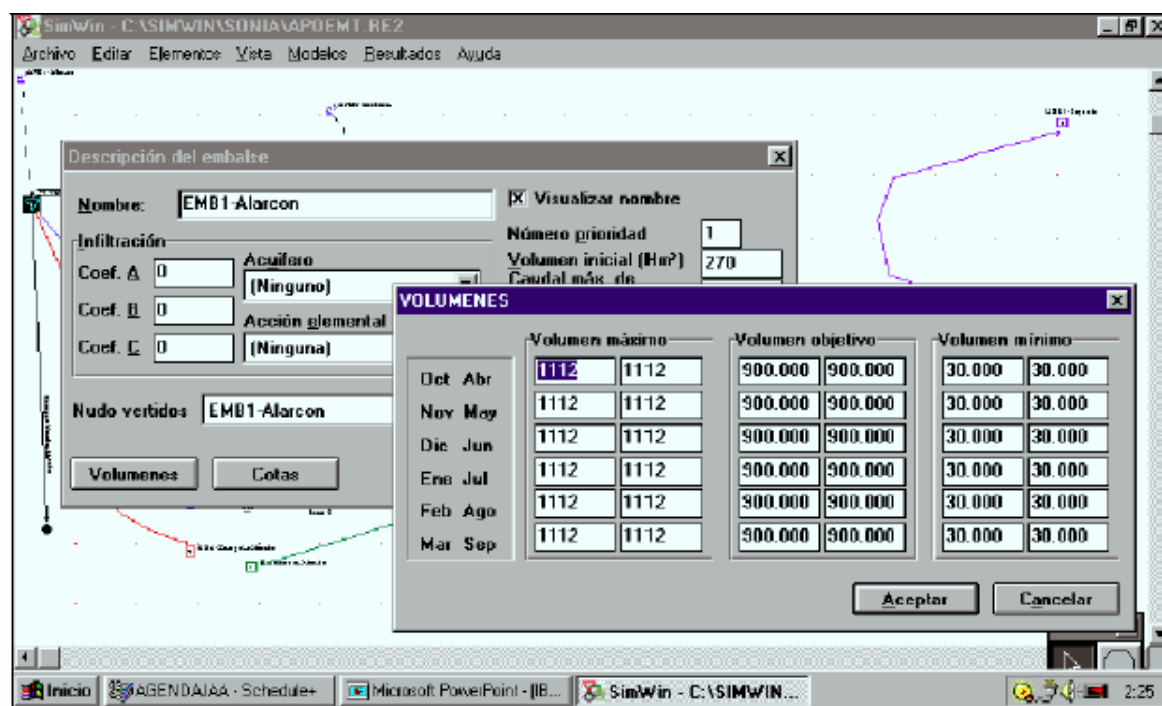 SimWin - C:\SIMWIN\SONIA\APOEMT.RE2
Archivo Editar Elementos Vista Modelos Resultados Ayuda
Descripción del embalse
Nombre: EMB1-Alarcon
Visualizar nombre
Infiltración
Número prioridad 1
Coef. A 0
Acuífero
(Ninguno)
Volumen inicial (Hm³) 270
Caudal máx. de
Coef. B 0
Acción elemental
Coef. C 0
(Ninguna)
Nudo vertidos EMB1-Alarcon
Volumenes Cotas
VOLUMENES
Volumen máximo Volumen objetivo Volumen mínimo
Oct Abr 1112 1112 900.000 900.000 30.000 30.000
Nov May 1112 1112 900.000 900.000 30.000 30.000
Dic Jun 1112 1112 900.000 900.000 30.000 30.000
Ene Jul 1112 1112 900.000 900.000 30.000 30.000
Feb Ago 1112 1112 900.000 900.000 30.000 30.000
Mar Sep 1112 1112 900.000 900.000 30.000 30.000
Aceptar Cancelar
Inicio AGENDAJAA - Schedule+ Microsoft PowerPoint - [IB... SimWin - C:\SIMWIN... 2:25